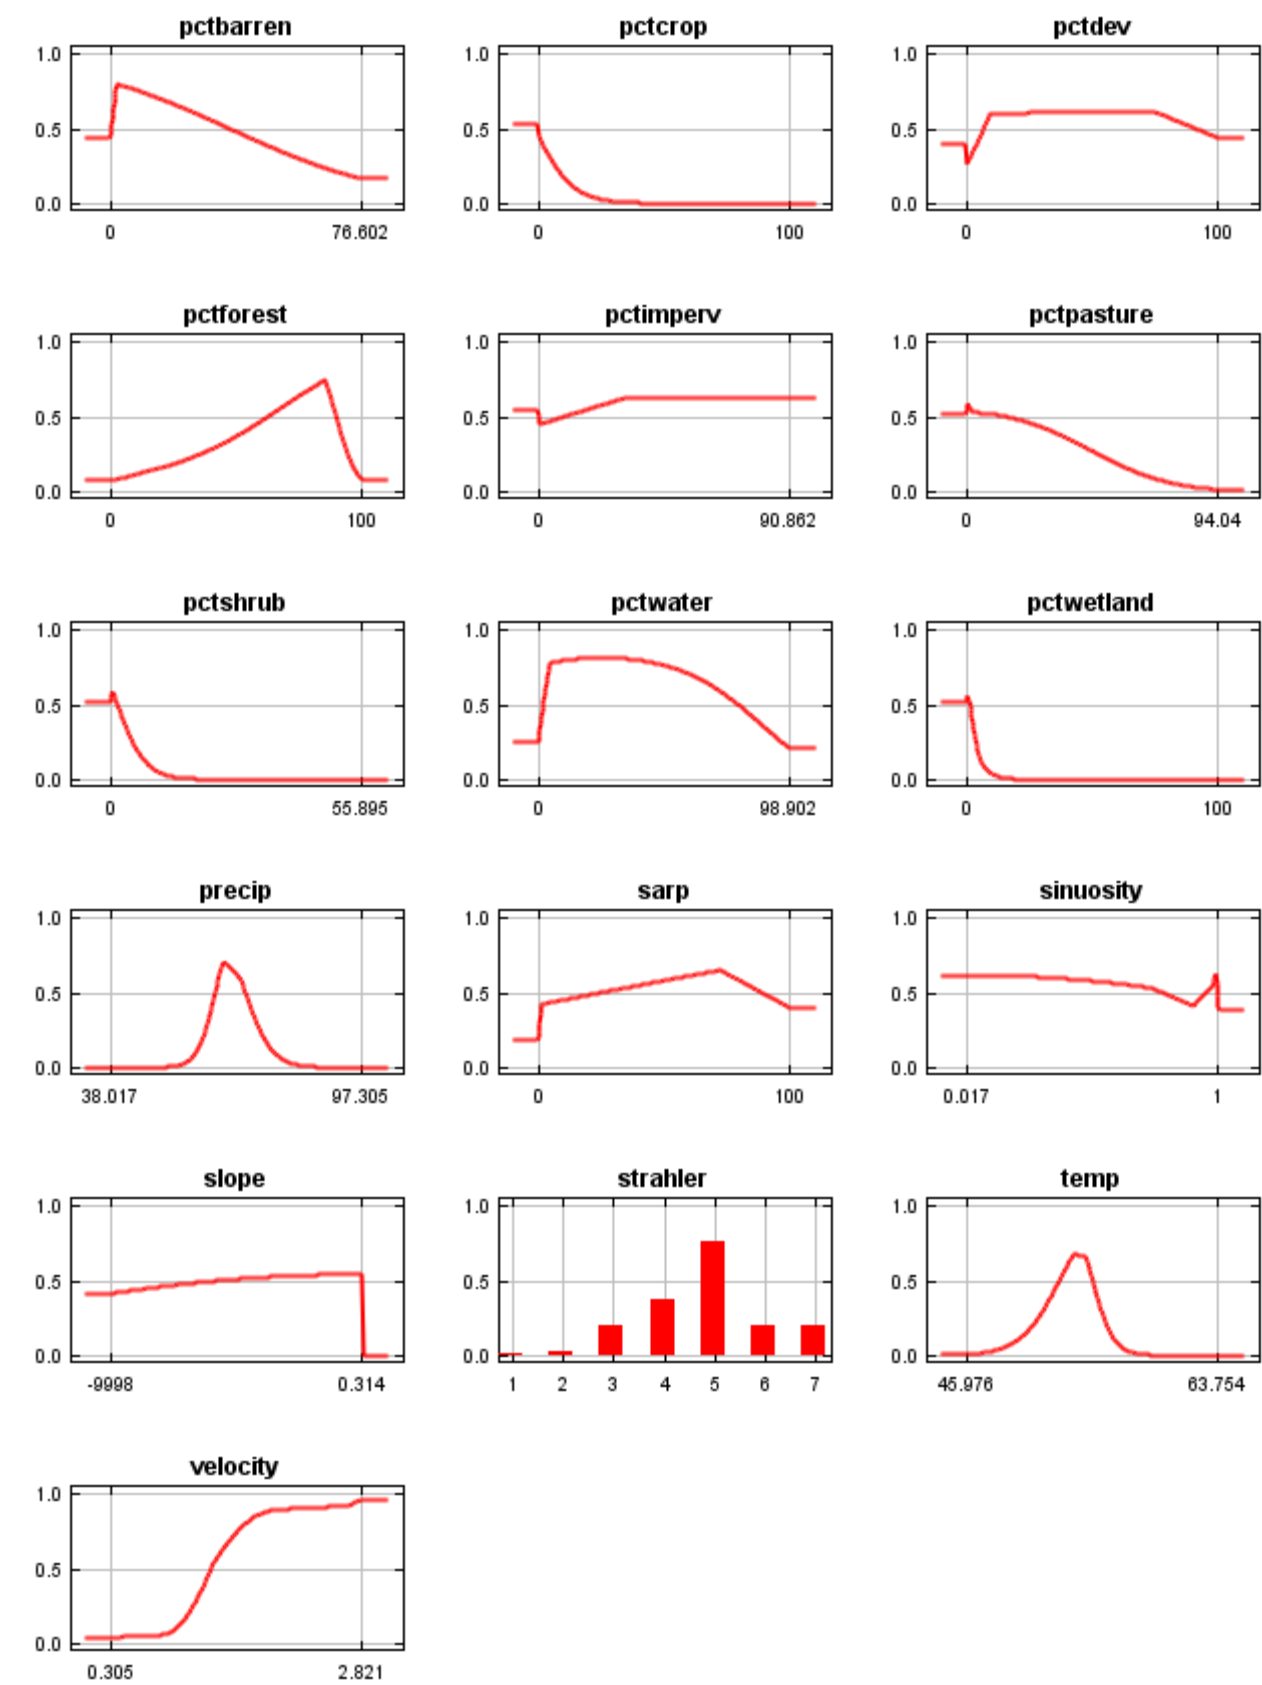 pctbarren pctcrop pctdev
1.0 1.0 1.0
0.5 0.5 0.5
0.0 0.0 0.0
0 76.602 0 100 0 100
pctforest pctimperv pctpasture
1.0 1.0 1.0
0.5 0.5 0.5
0.0 0.0 0.0
0 100 0 90.862 0 94.04
pctshrub pctwater pctwetland
1.0 1.0 1.0
0.5 0.5 0.5
0.0 0.0 0.0
0 55.895 0 98.902 0 100
precip sarp sinuosity
1.0 1.0 1.0
0.5 0.5 0.5
0.0 0.0 0.0
38.017 97.305 0 100 0.017 1
slope strahler temp
1.0 1.0 1.0
0.5 0.5 0.5
0.0 0.0 0.0
-9998 0.314 1 2 3 4 5 6 7 45.976 63.754
velocity
1.0
0.5
0.0
0.305 2.821